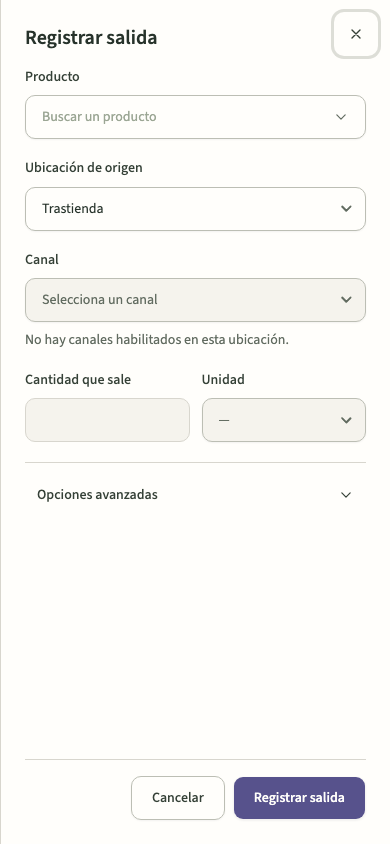 Registrar salida
Producto
Buscar un producto
Ubicación de origen
Trastienda
Canal
Selecciona un canal
No hay canales habilitados en esta ubicación.
Cantidad que sale
Unidad
—
Opciones avanzadas
Cancelar
Registrar salida